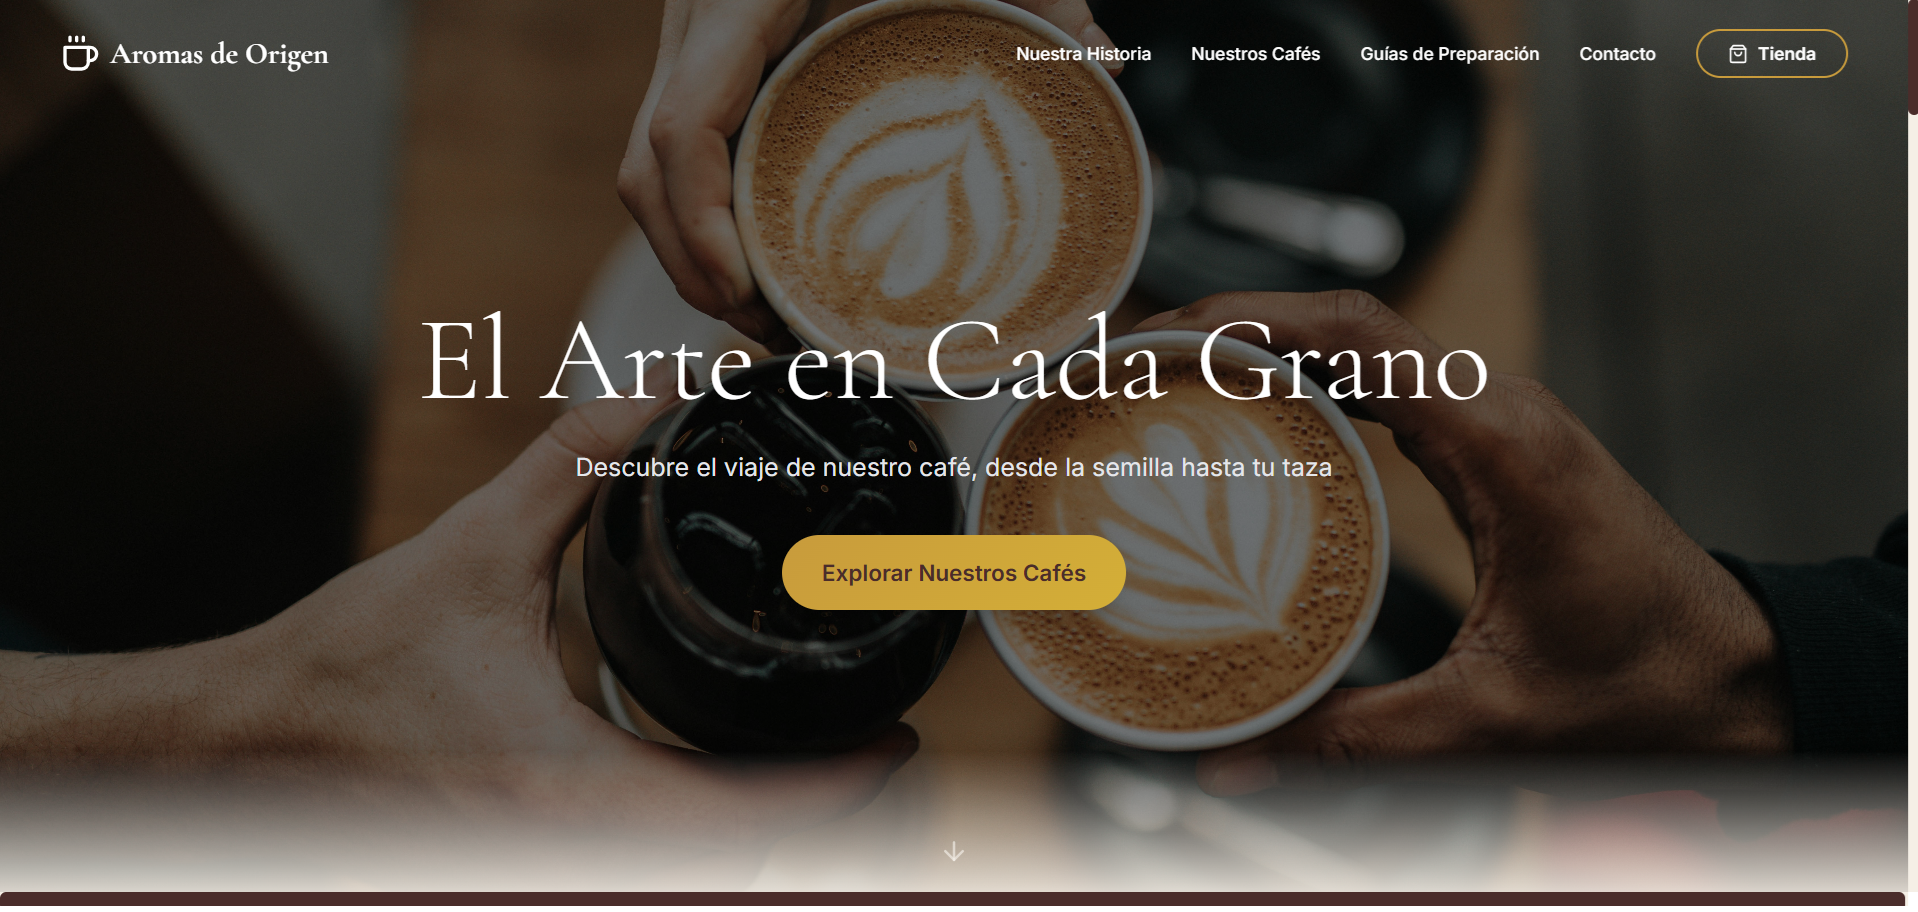 Aromas de Origen
Nuestra Historia
Nuestros Cafés
Guías de Preparación
Contacto
Tienda
El Arte en Cada Grano
Descubre el viaje de nuestro café, desde la semilla hasta tu taza
Explorar Nuestros Cafés